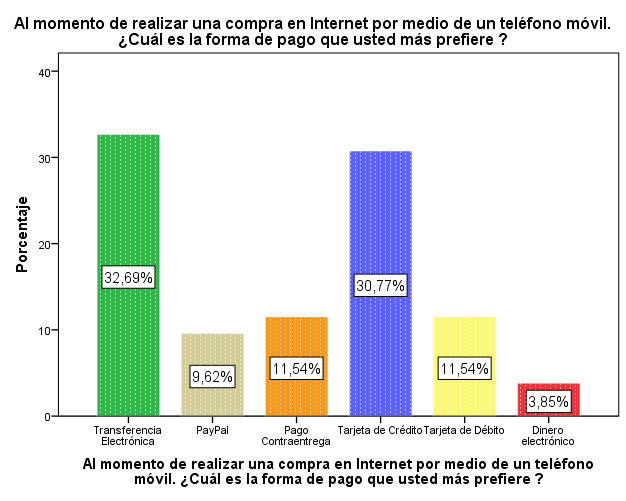 Al momento de realizar una compra en Internet por medio de un teléfono móvil.
¿Cuál es la forma de pago que usted más prefiere ?
Porcentaje
40
30
20
10
0
32,69%
9,62%
11,54%
30,77%
11,54%
3,85%
Transferencia
Electrónica
PayPal
Pago
Contraentrega
Tarjeta de Crédito
Tarjeta de Débito
Dinero
electrónico
Al momento de realizar una compra en Internet por medio de un teléfono
móvil. ¿Cuál es la forma de pago que usted más prefiere ?